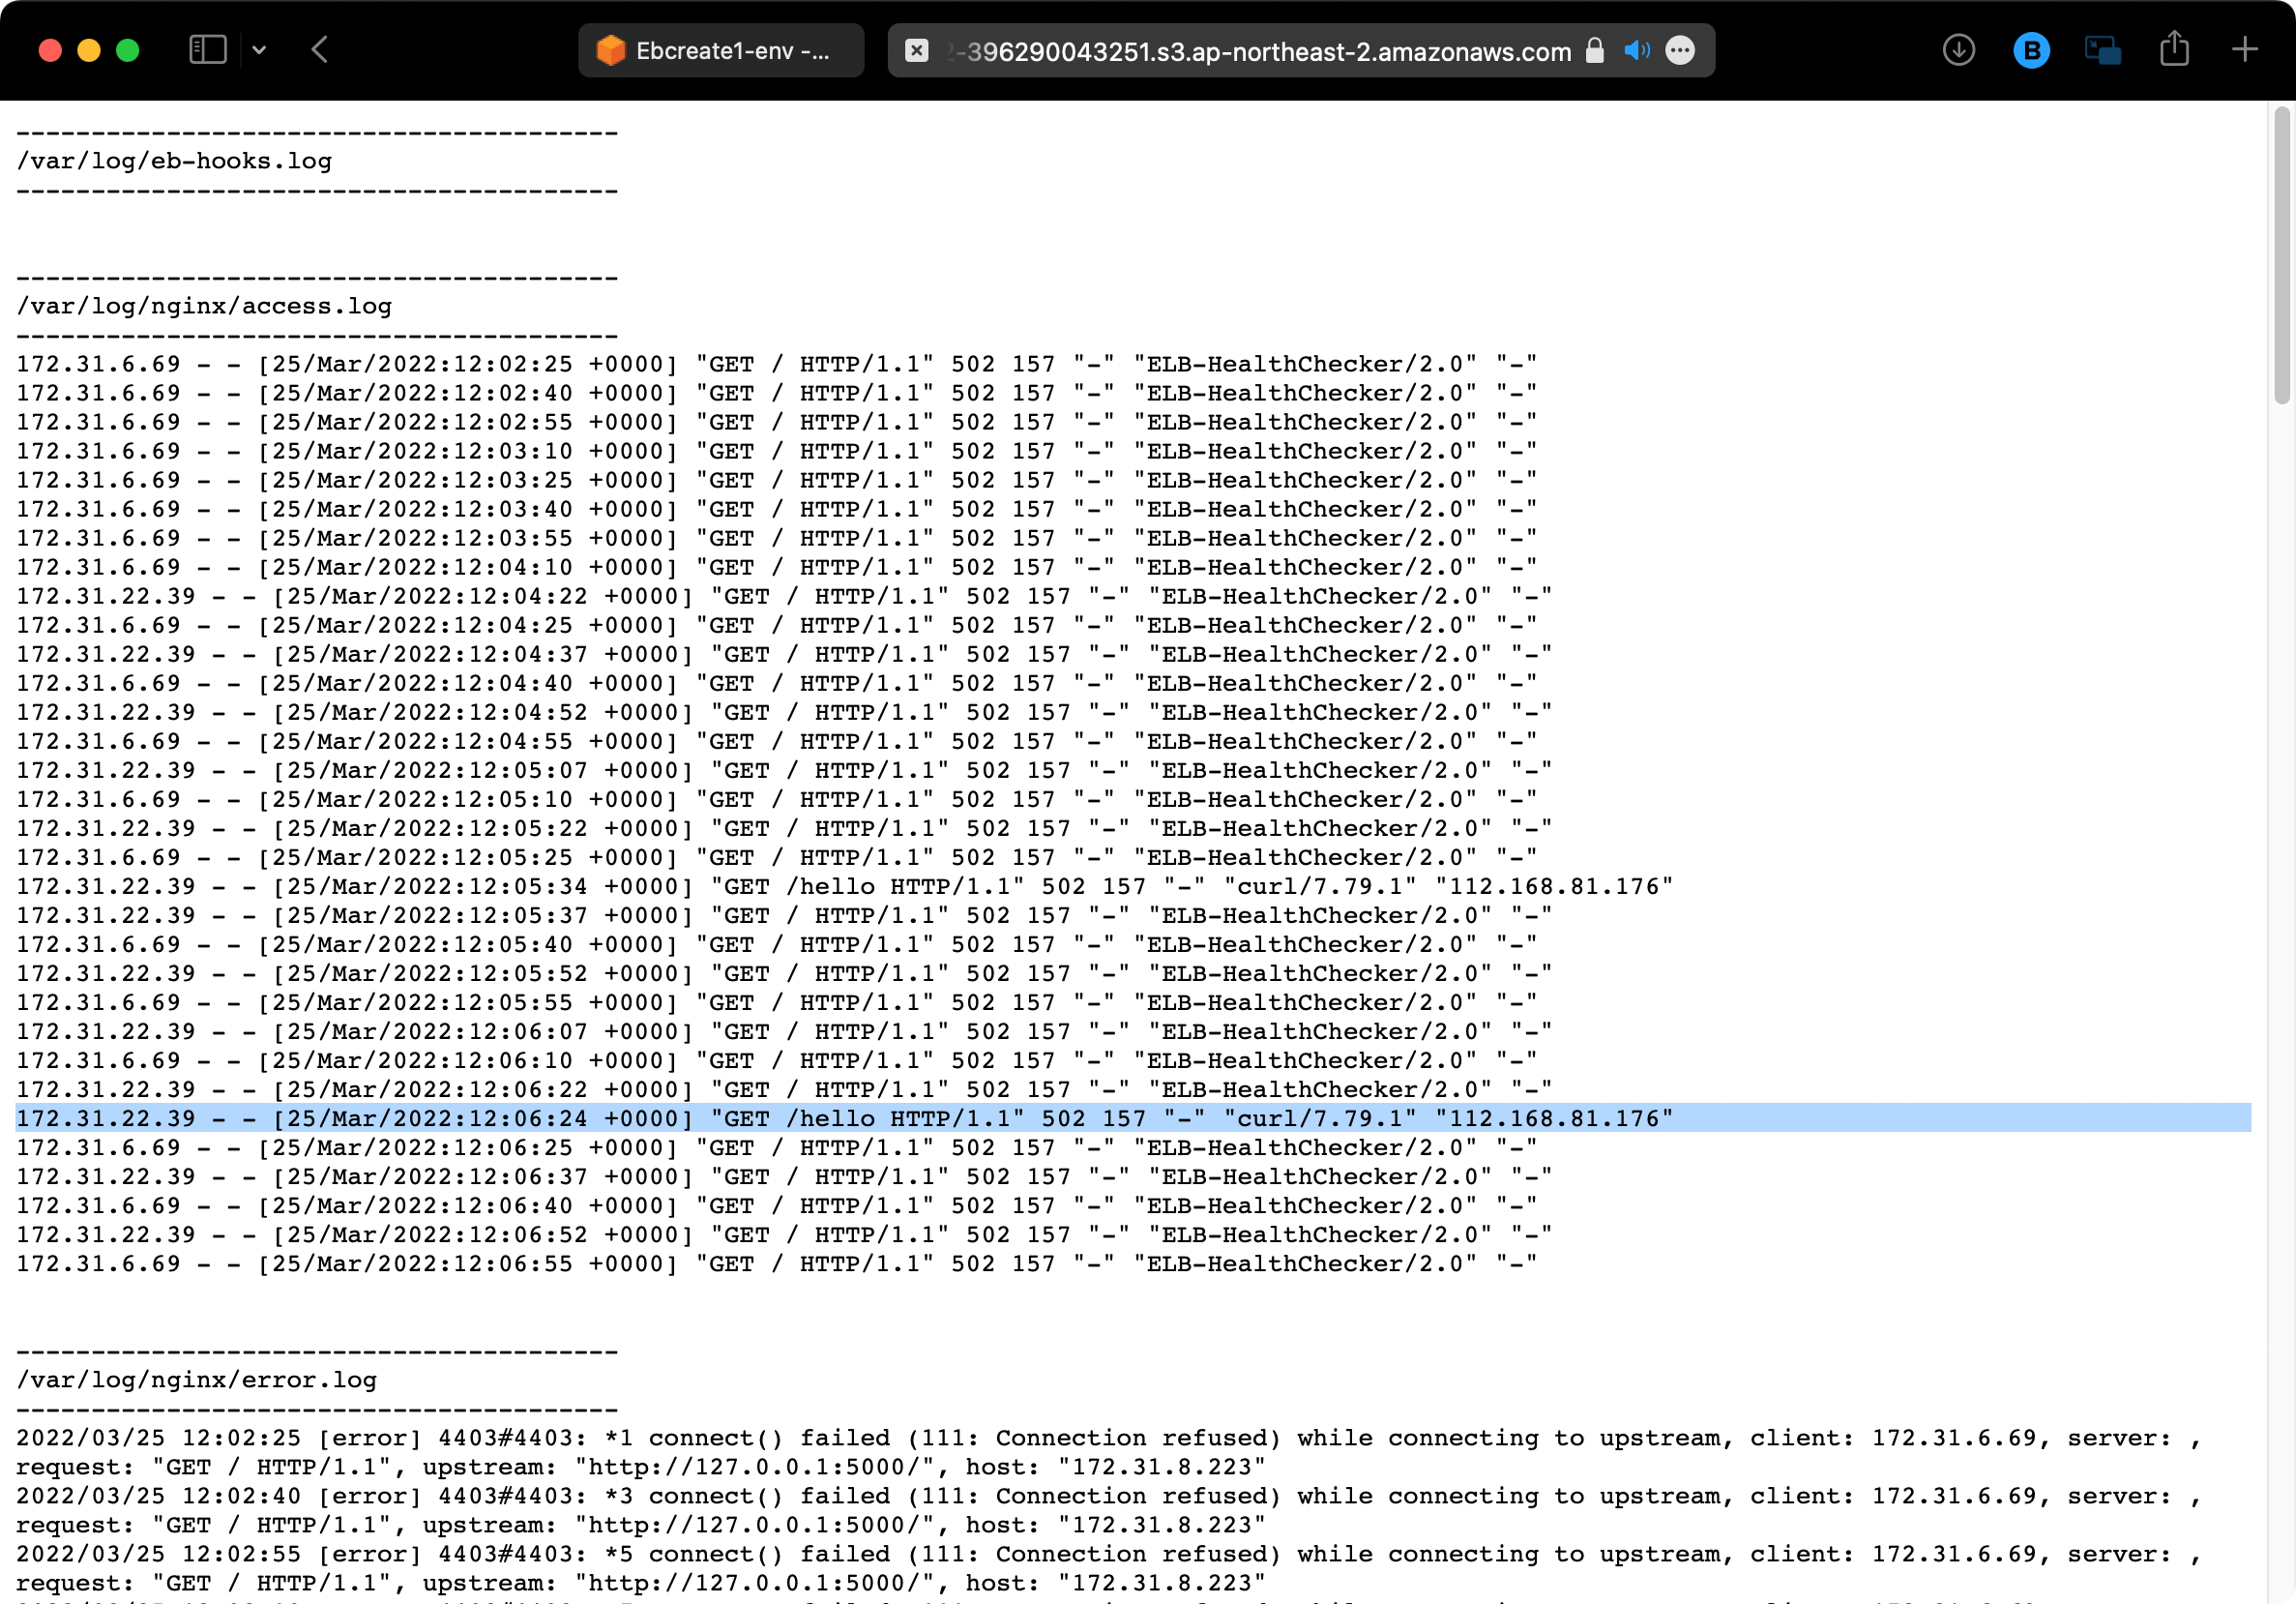 Ebcreate1-env -...
2-396290043251.s3.ap-northeast-2.amazonaws.com
B
----------------------------------------
/var/log/eb-hooks.log
----------------------------------------
----------------------------------------
/var/log/nginx/access.log
----------------------------------------
172.31.6.69 - - [25/Mar/2022:12:02:25 +0000] "GET / HTTP/1.1" 502 157 "-" "ELB-HealthChecker/2.0" "-"
172.31.6.69 - - [25/Mar/2022:12:02:40 +0000] "GET / HTTP/1.1" 502 157 "-" "ELB-HealthChecker/2.0" "-"
172.31.6.69 - - [25/Mar/2022:12:02:55 +0000] "GET / HTTP/1.1" 502 157 "-" "ELB-HealthChecker/2.0" "-"
172.31.6.69 - - [25/Mar/2022:12:03:10 +0000] "GET / HTTP/1.1" 502 157 "-" "ELB-HealthChecker/2.0" "-"
172.31.6.69 - - [25/Mar/2022:12:03:25 +0000] "GET / HTTP/1.1" 502 157 "-" "ELB-HealthChecker/2.0" "-"
172.31.6.69 - - [25/Mar/2022:12:03:40 +0000] "GET / HTTP/1.1" 502 157 "-" "ELB-HealthChecker/2.0" "-"
172.31.6.69 - - [25/Mar/2022:12:03:55 +0000] "GET / HTTP/1.1" 502 157 "-" "ELB-HealthChecker/2.0" "-"
172.31.6.69 - - [25/Mar/2022:12:04:10 +0000] "GET / HTTP/1.1" 502 157 "-" "ELB-HealthChecker/2.0" "-"
172.31.22.39 - - [25/Mar/2022:12:04:22 +0000] "GET / HTTP/1.1" 502 157 "-" "ELB-HealthChecker/2.0" "-"
172.31.6.69 - - [25/Mar/2022:12:04:25 +0000] "GET / HTTP/1.1" 502 157 "-" "ELB-HealthChecker/2.0" "-"
172.31.22.39 - - [25/Mar/2022:12:04:37 +0000] "GET / HTTP/1.1" 502 157 "-" "ELB-HealthChecker/2.0" "-"
172.31.6.69 - - [25/Mar/2022:12:04:40 +0000] "GET / HTTP/1.1" 502 157 "-" "ELB-HealthChecker/2.0" "-"
172.31.22.39 - - [25/Mar/2022:12:04:52 +0000] "GET / HTTP/1.1" 502 157 "-" "ELB-HealthChecker/2.0" "-"
172.31.6.69 - - [25/Mar/2022:12:04:55 +0000] "GET / HTTP/1.1" 502 157 "-" "ELB-HealthChecker/2.0" "-"
172.31.22.39 - - [25/Mar/2022:12:05:07 +0000] "GET / HTTP/1.1" 502 157 "-" "ELB-HealthChecker/2.0" "-"
172.31.6.69 - - [25/Mar/2022:12:05:10 +0000] "GET / HTTP/1.1" 502 157 "-" "ELB-HealthChecker/2.0" "-"
172.31.22.39 - - [25/Mar/2022:12:05:22 +0000] "GET / HTTP/1.1" 502 157 "-" "ELB-HealthChecker/2.0" "-"
172.31.6.69 - - [25/Mar/2022:12:05:25 +0000] "GET / HTTP/1.1" 502 157 "-" "ELB-HealthChecker/2.0" "-"
172.31.22.39 - - [25/Mar/2022:12:05:34 +0000] "GET /hello HTTP/1.1" 502 157 "-" "curl/7.79.1" "112.168.81.176"
172.31.22.39 - - [25/Mar/2022:12:05:37 +0000] "GET / HTTP/1.1" 502 157 "-" "ELB-HealthChecker/2.0" "-"
172.31.6.69 - - [25/Mar/2022:12:05:40 +0000] "GET / HTTP/1.1" 502 157 "-" "ELB-HealthChecker/2.0" "-"
172.31.22.39 - - [25/Mar/2022:12:05:52 +0000] "GET / HTTP/1.1" 502 157 "-" "ELB-HealthChecker/2.0" "-"
172.31.6.69 - - [25/Mar/2022:12:05:55 +0000] "GET / HTTP/1.1" 502 157 "-" "ELB-HealthChecker/2.0" "-"
172.31.22.39 - - [25/Mar/2022:12:06:07 +0000] "GET / HTTP/1.1" 502 157 "-" "ELB-HealthChecker/2.0" "-"
172.31.6.69 - - [25/Mar/2022:12:06:10 +0000] "GET / HTTP/1.1" 502 157 "-" "ELB-HealthChecker/2.0" "-"
172.31.22.39 - - [25/Mar/2022:12:06:22 +0000] "GET / HTTP/1.1" 502 157 "-" "ELB-HealthChecker/2.0" "-"
172.31.22.39 - - [25/Mar/2022:12:06:24 +0000] "GET /hello HTTP/1.1" 502 157 "-" "curl/7.79.1" "112.168.81.176"
172.31.6.69 - - [25/Mar/2022:12:06:25 +0000] "GET / HTTP/1.1" 502 157 "-" "ELB-HealthChecker/2.0" "-"
172.31.22.39 - - [25/Mar/2022:12:06:37 +0000] "GET / HTTP/1.1" 502 157 "-" "ELB-HealthChecker/2.0" "-"
172.31.6.69 - - [25/Mar/2022:12:06:40 +0000] "GET / HTTP/1.1" 502 157 "-" "ELB-HealthChecker/2.0" "-"
172.31.22.39 - - [25/Mar/2022:12:06:52 +0000] "GET / HTTP/1.1" 502 157 "-" "ELB-HealthChecker/2.0" "-"
172.31.6.69 - - [25/Mar/2022:12:06:55 +0000] "GET / HTTP/1.1" 502 157 "-" "ELB-HealthChecker/2.0" "-"
----------------------------------------
/var/log/nginx/error.log
----------------------------------------
2022/03/25 12:02:25 [error] 4403#4403: *1 connect() failed (111: Connection refused) while connecting to upstream, client: 172.31.6.69, server: ,
request: "GET / HTTP/1.1", upstream: "http://127.0.0.1:5000/", host: "172.31.8.223"
2022/03/25 12:02:40 [error] 4403#4403: *3 connect() failed (111: Connection refused) while connecting to upstream, client: 172.31.6.69, server: ,
request: "GET / HTTP/1.1", upstream: "http://127.0.0.1:5000/", host: "172.31.8.223"
2022/03/25 12:02:55 [error] 4403#4403: *5 connect() failed (111: Connection refused) while connecting to upstream, client: 172.31.6.69, server: ,
request: "GET / HTTP/1.1", upstream: "http://127.0.0.1:5000/", host: "172.31.8.223"